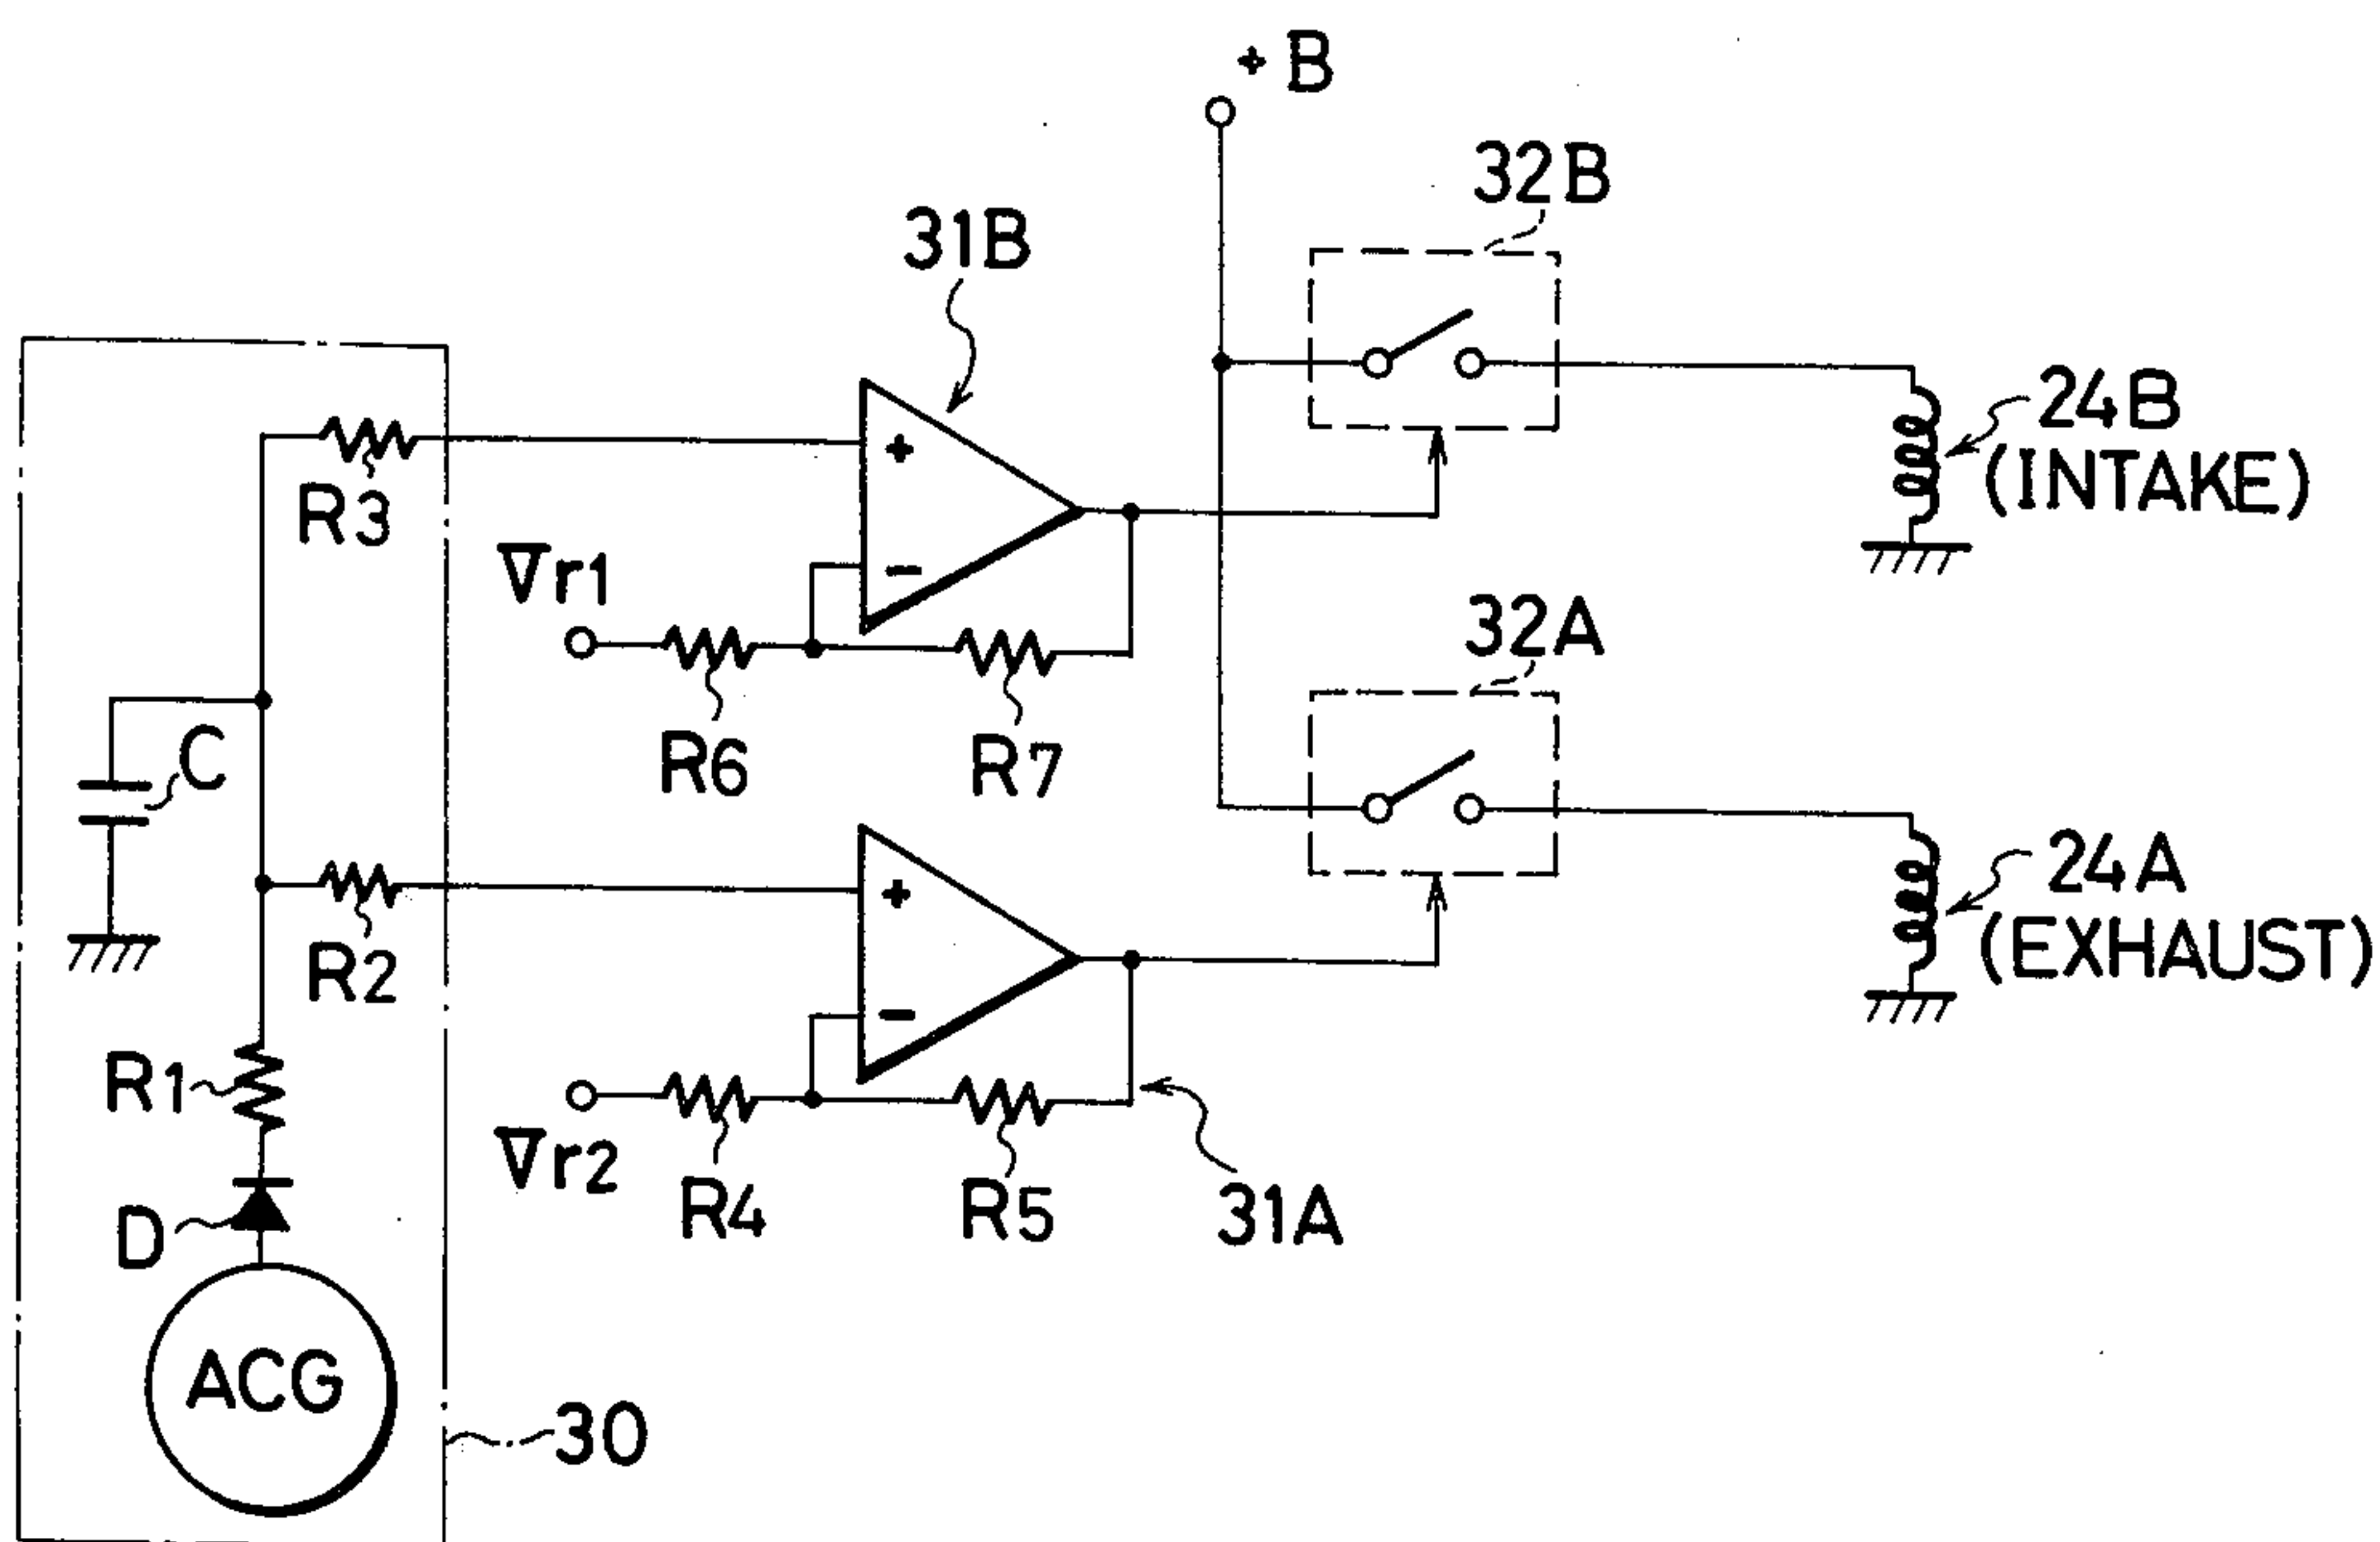 +B
32B
31B
24B
(INTAKE)
R3
Vr1
32A
R6
R7
C
24A
(EXHAUST)
R2
R1
Vr2
R4
R5
31A
D
ACG
30
+
-
+
-